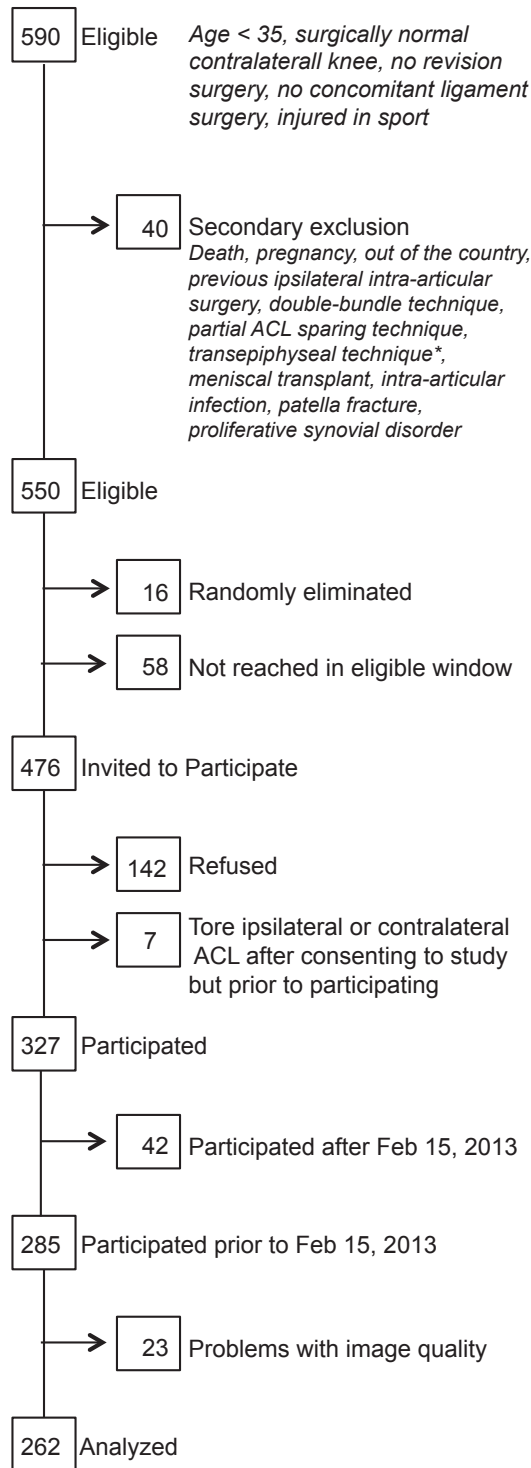 590 Eligible
Age < 35, surgically normal
contralaterall knee, no revision
surgery, no concomitant ligament
surgery, injured in sport
40 Secondary exclusion
Death, pregnancy, out of the country,
previous ipsilateral intra-articular
surgery, double-bundle technique,
partial ACL sparing technique,
transepiphyseal technique*,
meniscal transplant, intra-articular
infection, patella fracture,
proliferative synovial disorder
550 Eligible
16 Randomly eliminated
58 Not reached in eligible window
476 Invited to Participate
142 Refused
7 Tore ipsilateral or contralateral
ACL after consenting to study
but prior to participating
327 Participated
42 Participated after Feb 15, 2013
285 Participated prior to Feb 15, 2013
23 Problems with image quality
262 Analyzed